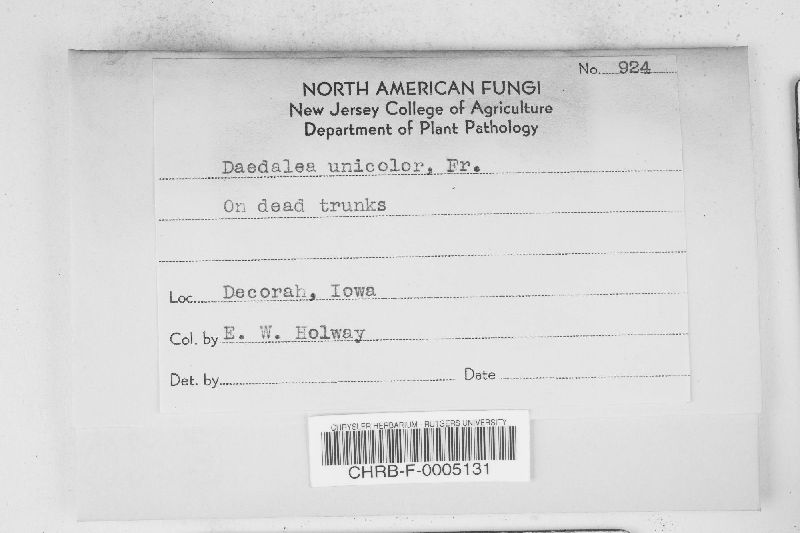 No. 924
NORTH AMERICAN FUNGI
New Jersey College of Agriculture
Department of Plant Pathology
Daedalea unicolor, Fr.
On dead trunks
Loc. Decorah, Iowa
Col. by E. W. Holway
Det. by Date
CHRYSLER HERBARIUM - RUTGERS UNIVERSITY
CHRB-F-0005131